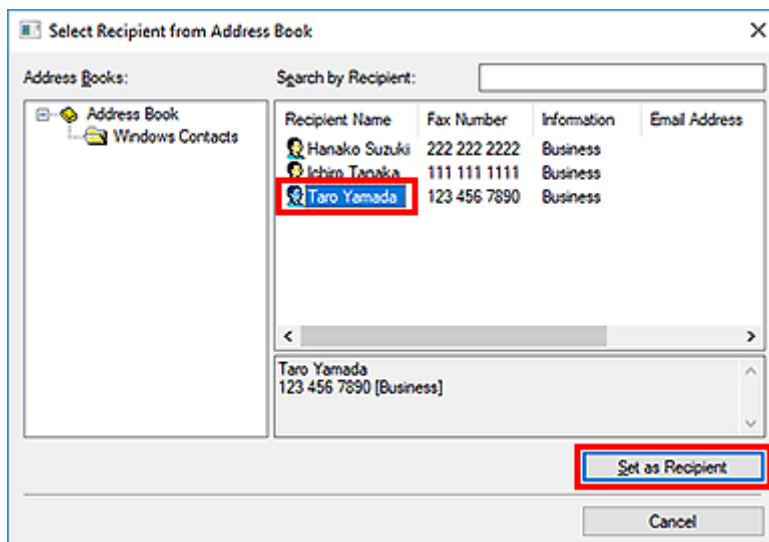 Select Recipient from Address Book
Address Books:
Search by Recipient:
Address Book
Windows Contacts
Recipient Name Fax Number Information Email Address
Hanako Suzuki 222 222 2222 Business
Ichiro Tanaka 111 111 1111 Business
Taro Yamada 123 456 7890 Business
Taro Yamada
123 456 7890 [Business]
Set as Recipient
Cancel